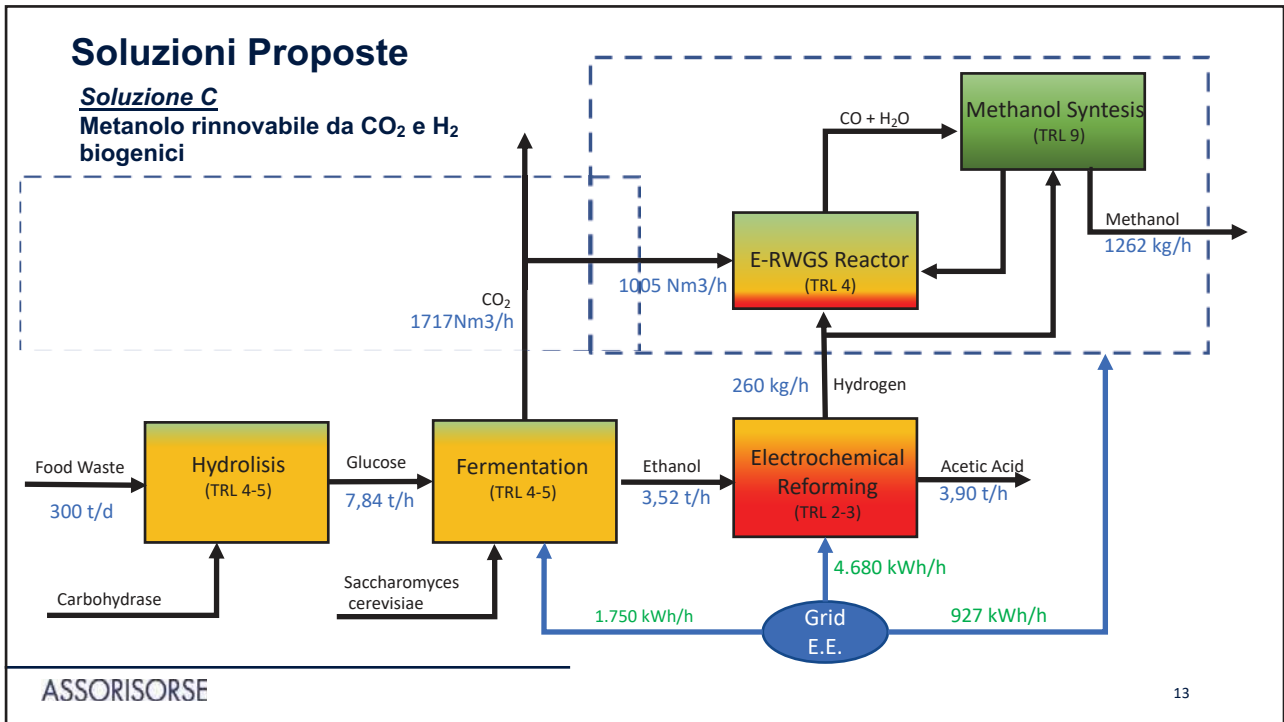 Soluzioni Proposte
Soluzione C
Metanolo rinnovabile da CO₂ e H₂
biogenici
CO + H₂O
Methanol Syntesis
(TRL 9)
Methanol
1262 kg/h
E-RWGS Reactor
(TRL 4)
1005 Nm3/h
CO₂
1717Nm3/h
260 kg/h
Hydrogen
Food Waste
300 t/d
Hydrolisis
(TRL 4-5)
Glucose
7,84 t/h
Fermentation
(TRL 4-5)
Ethanol
3,52 t/h
Electrochemical
Reforming
(TRL 2-3)
Acetic Acid
3,90 t/h
Carbohydrase
Saccharomyces
cerevisiae
1.750 kWh/h
4.680 kWh/h
Grid
E.E.
927 kWh/h
ASSORISORSE
13